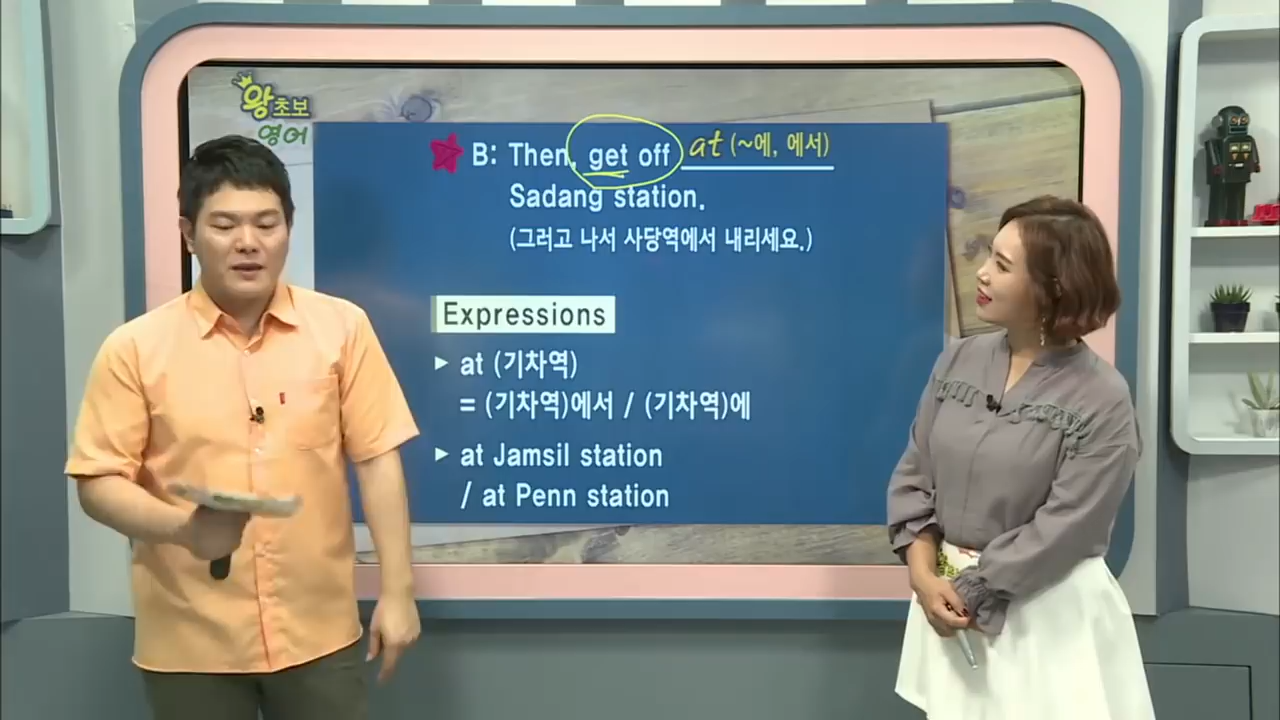 왕초보
영어
B: Then, get off at (~에, 에서)
Sadang station.
(그러고 나서 사당역에서 내리세요.)
Expressions
▶ at (기차역)
= (기차역)에서 / (기차역)에
▶ at Jamsil station
/ at Penn station